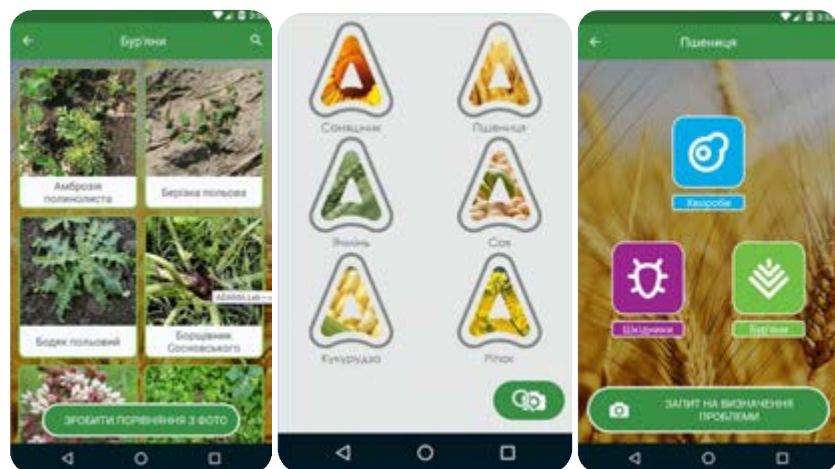 Бур'яни
Амброзія
полинолиста
Берізка польова
Бодяк польовий
Борщівник
Сосновського
ЗРОБИТИ ПОРІВНЯННЯ З ФОТО
Соняшник
Пшениця
Ячмінь
Соя
Кукурудза
Ріпак
Пшениця
Хвороби
Шкідники
Бур'яни
ЗАПИТ НА ВИЗНАЧЕННЯ
ПРОБЛЕМИ